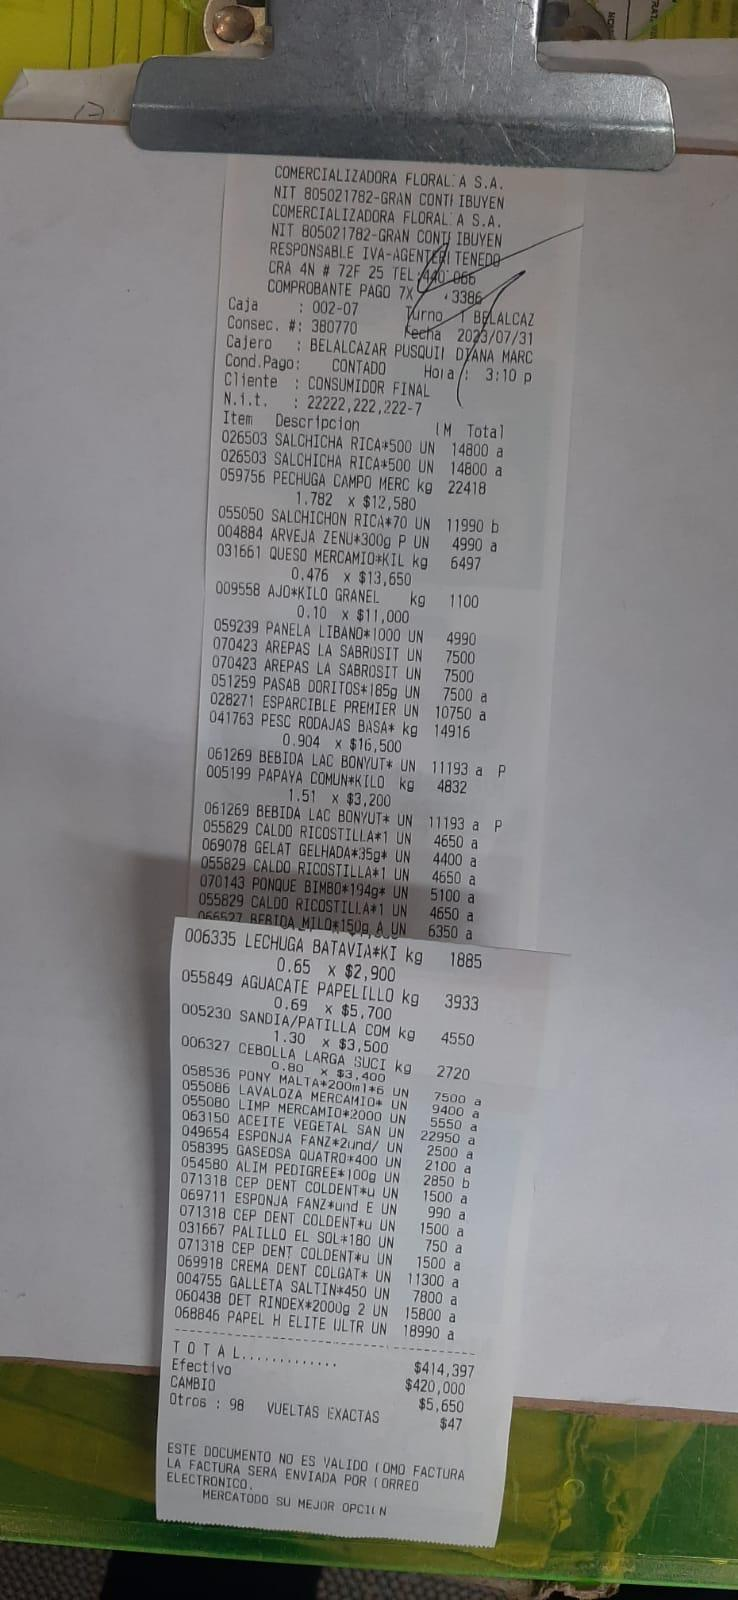 COMERCIALIZADORA FLORAL A S.A.
NIT 805021782-GRAN CONTI IBUYEN
COMERCIALIZADORA FLORAL A S.A.
NIT 805021782-GRAN CONTI IBUYEN
RESPONSABLE IVA-AGENTERI TENEDO
CRA 4N # 72F 25 TEL:440 066
COMPROBANTE PAGO 7X 3386
Caja : 002-07 Turno 1 BELALCAZ
Consec. #: 380770 Fecha 2023/07/31
Cajero : BELALCAZAR PUSQUI DIANA MARC
Cond.Pago: CONTADO Hora : 3:10 p
Cliente : CONSUMIDOR FINAL
N.i.t. : 22222,222,222-7
Item Descripcion UM Total
026503 SALCHICHA RICA*500 UN 14800 a
026503 SALCHICHA RICA*500 UN 14800 a
059756 PECHUGA CAMPO MERC kg 22418
1.782 x $12,580
055050 SALCHICHON RICA*70 UN 11990 b
004884 ARVEJA ZENU*300g P UN 4990 a
031661 QUESO MERCAMIO*KIL kg 6497
0.476 x $13,650
009558 AJO*KILO GRANEL kg 1100
0.10 x $11,000
059239 PANELA LIBANO*1000 UN 4990
070423 AREPAS LA SABROSIT UN 7500
070423 AREPAS LA SABROSIT UN 7500
051259 PASAB DORITOS*185g UN 7500 a
028271 ESPARCIBLE PREMIER UN 10750 a
041763 PESC RODAJAS BASA* kg 14916
0.904 x $16,500
061269 BEBIDA LAC BONYUT* UN 11193 a P
005199 PAPAYA COMUN*KILO kg 4832
1.51 x $3,200
061269 BEBIDA LAC BONYUT* UN 11193 a P
055829 CALDO RICOSTILLA*1 UN 4650 a
069078 GELAT GELHADA*35g* UN 4400 a
055829 CALDO RICOSTILLA*1 UN 4650 a
070143 PONQUE BIMBO*194g* UN 5100 a
055829 CALDO RICOSTILLA*1 UN 4650 a
066527 BEBIDA MILO*150g A UN 6350 a
006335 LECHUGA BATAVIA*KI kg 1885
0.65 x $2,900
055849 AGUACATE PAPELILLO kg 3933
0.69 x $5,700
005230 SANDIA/PATILLA COM kg 4550
1.30 x $3,500
006327 CEBOLLA LARGA SUCI kg 2720
0.80 x $3,400
058536 PONY MALTA*200ml*6 UN 7500 a
055086 LAVALOZA MERCAMIO* UN 9400 a
055080 LIMP MERCAMIO*2000 UN 5550 a
063150 ACEITE VEGETAL SAN UN 22950 a
049654 ESPONJA FANZ*2und/ UN 2500 a
058395 GASEOSA QUATRO*400 UN 2100 a
054580 ALIM PEDIGREE*100g UN 2850 b
071318 CEP DENT COLDENT*u UN 1500 a
069711 ESPONJA FANZ*und E UN 990 a
071318 CEP DENT COLDENT*u UN 1500 a
031667 PALILLO EL SOL*180 UN 750 a
071318 CEP DENT COLDENT*u UN 1500 a
069918 CREMA DENT COLGAT* UN 11300 a
004755 GALLETA SALTIN*450 UN 7800 a
060438 DET RINDEX*2000g 2 UN 15800 a
068846 PAPEL H ELITE ULTR UN 18990 a
T O T A L............. $414,397
Efectivo $420,000
CAMBIO $5,650
Otros : 98 VUELTAS EXACTAS $47
ESTE DOCUMENTO NO ES VALIDO COMO FACTURA
LA FACTURA SERA ENVIADA POR CORREO
ELECTRONICO.
MERCATODO SU MEJOR OPCION